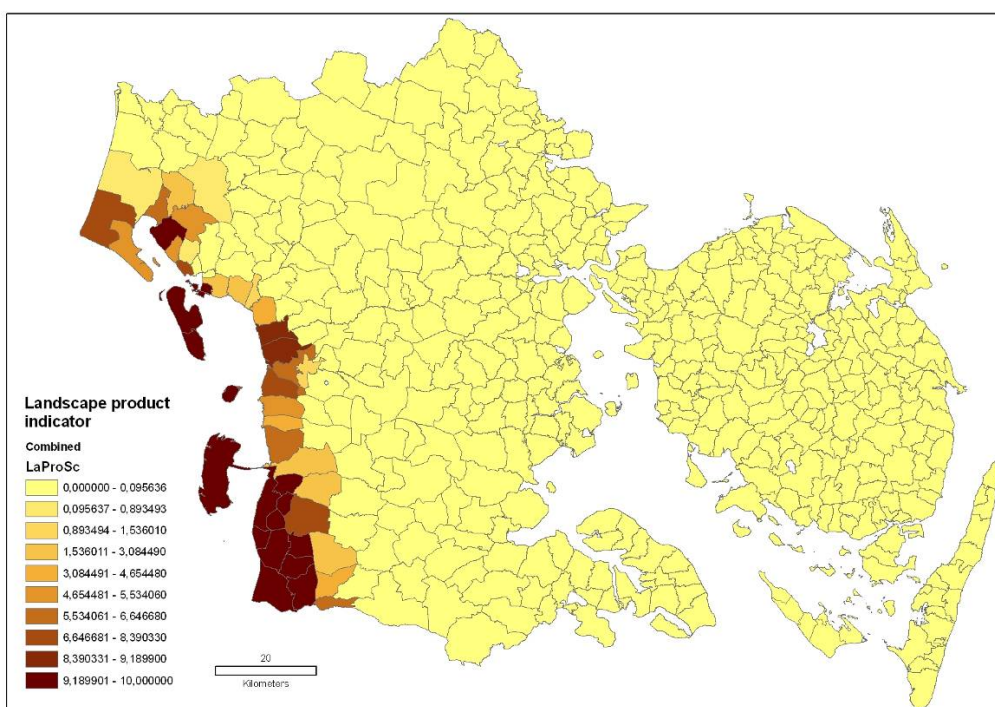 Landscape product
indicator
Combined
LaProSc
0,000000 - 0,095636
0,095637 - 0,893493
0,893494 - 1,536010
1,536011 - 3,084490
3,084491 - 4,654480
4,654481 - 5,534060
5,534061 - 6,646680
6,646681 - 8,390330
8,390331 - 9,189900
9,189901 - 10,000000
20
Kilometers